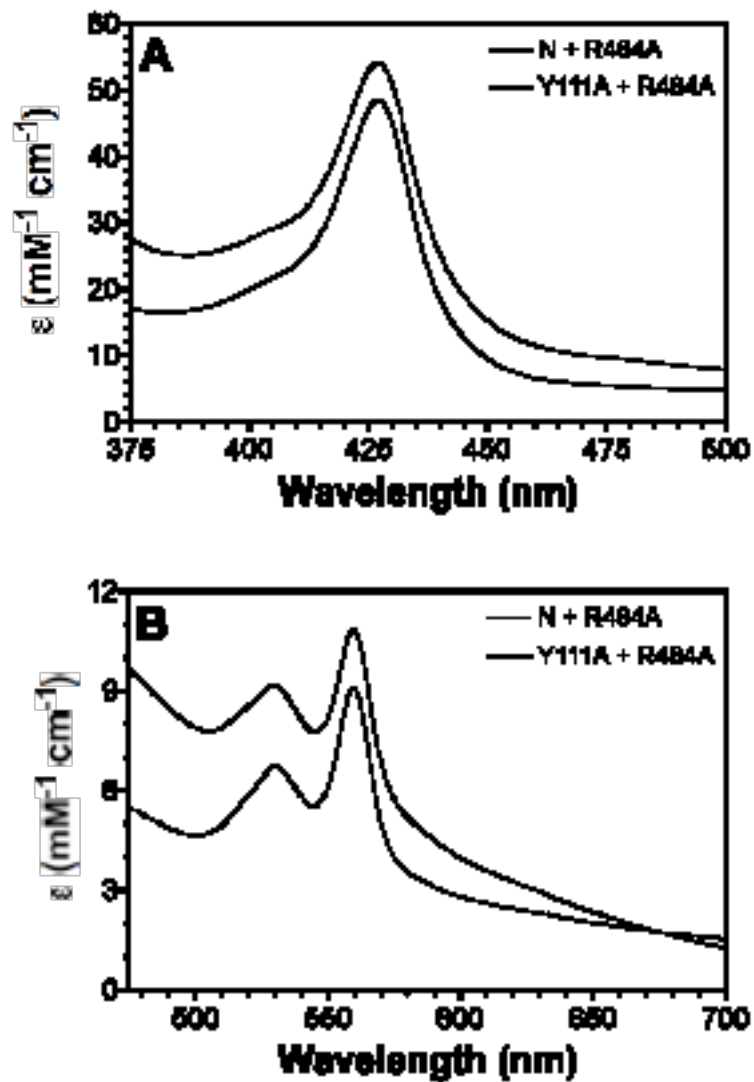 A
N + R484A
Y111A + R484A
60
50
40
30
20
10
0
ε (mM⁻¹ cm⁻¹)
375 400 425 450 475 500
Wavelength (nm)
B
N + R484A
Y111A + R484A
12
9
6
3
0
ε (mM⁻¹ cm⁻¹)
500 550 600 650 700
Wavelength (nm)